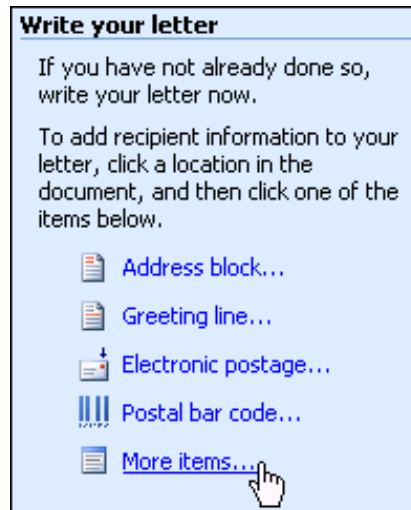 Write your letter
If you have not already done so,
write your letter now.
To add recipient information to your
letter, click a location in the
document, and then click one of the
items below.
Address block...
Greeting line...
Electronic postage...
Postal bar code...
More items...